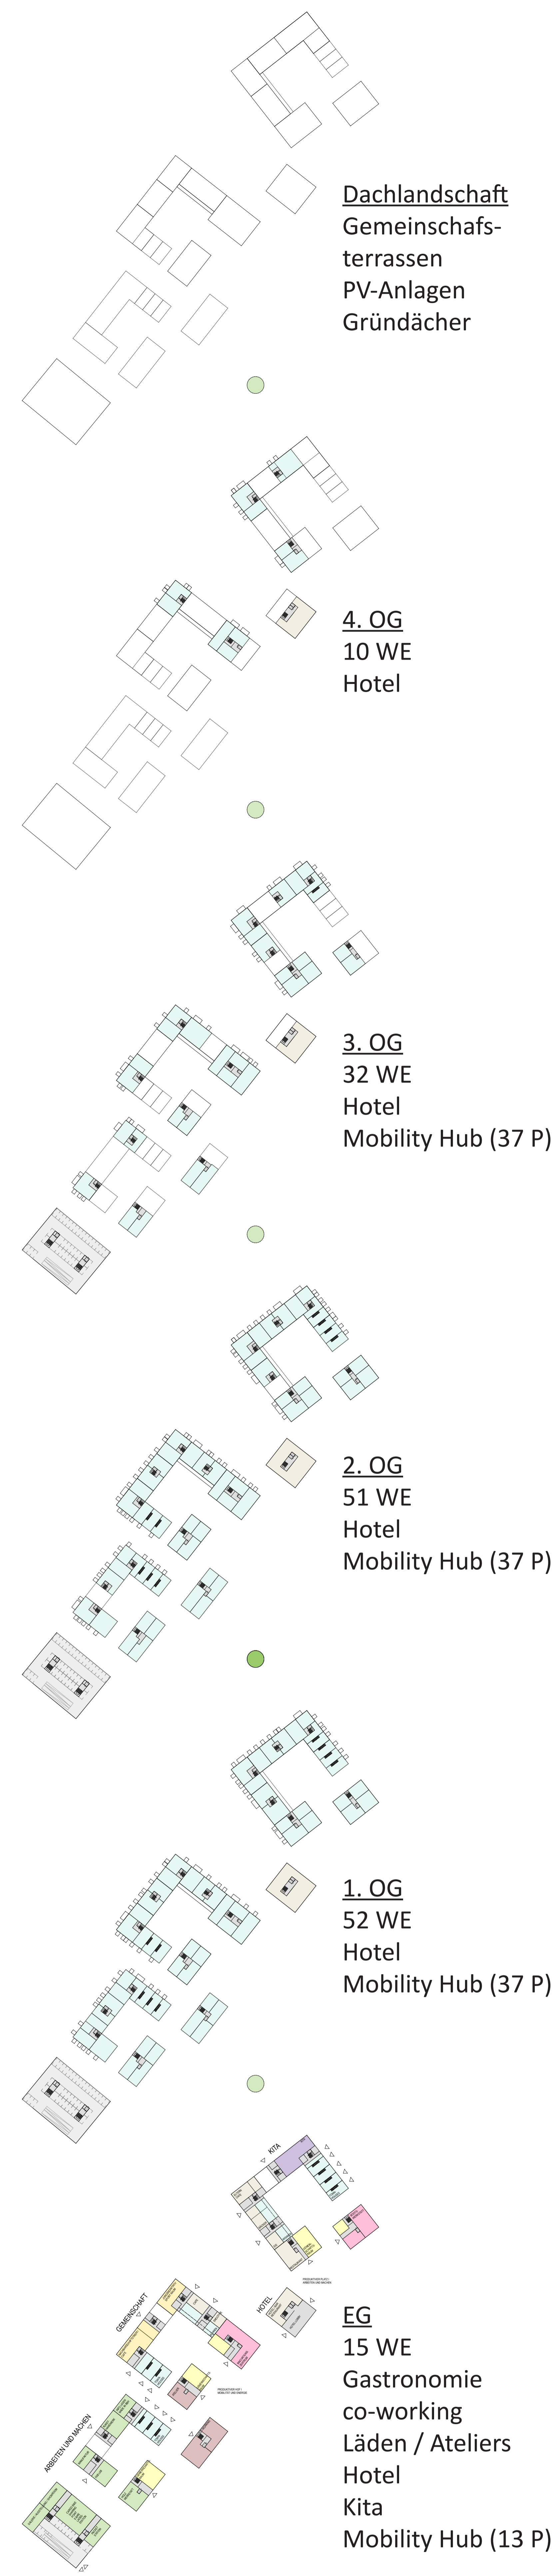 Dachlandschaft
Gemeinschafs-
terrassen
PV-Anlagen
Gründächer
4. OG
10 WE
Hotel
3. OG
32 WE
Hotel
Mobility Hub (37 P)
2. OG
51 WE
Hotel
Mobility Hub (37 P)
1. OG
52 WE
Hotel
Mobility Hub (37 P)
KITA
GEMEINSCHAFT
HOTEL
ARBEITEN UND MACHEN
EG
15 WE
Gastronomie
co-working
Läden / Ateliers
Hotel
Kita
Mobility Hub (13 P)